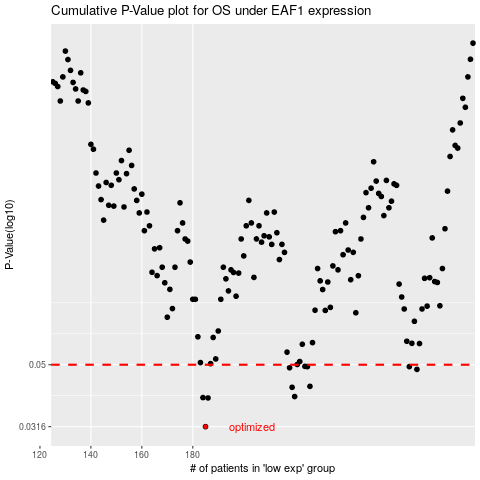 Cumulative P-Value plot for OS under EAF1 expression
P-Value(log10)
0.05
0.0316
optimized
120 140 160 180
# of patients in 'low exp' group